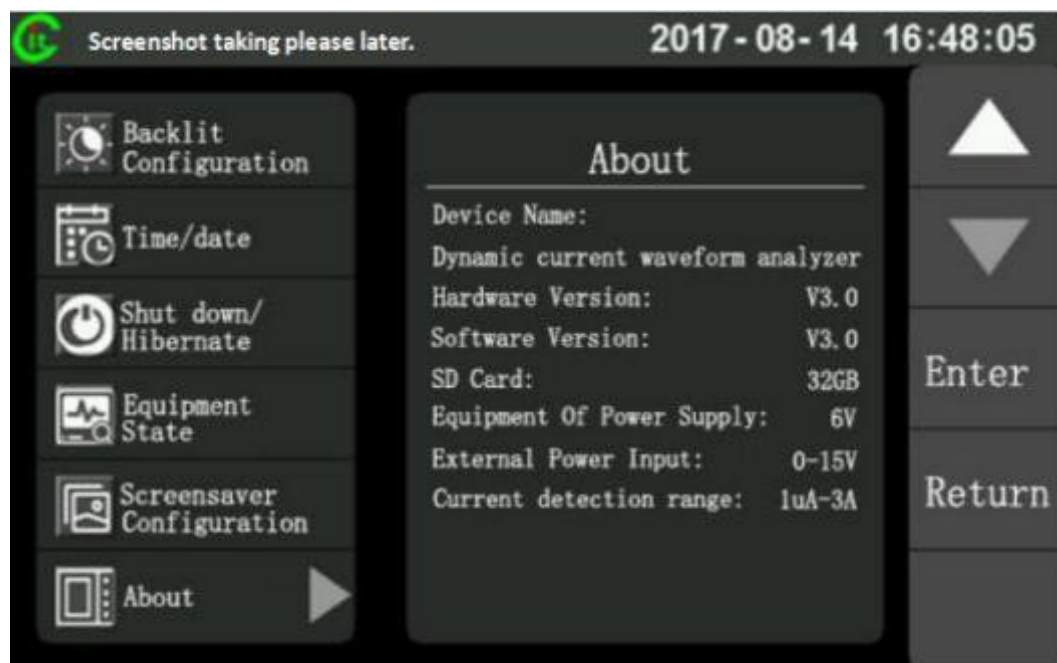 it
Screenshot taking please later.
2017-08-14 16:48:05
Backlit
Configuration
Time/date
Shut down/
Hibernate
Equipment
State
Screensaver
Configuration
About
About
Device Name:
Dynamic current waveform analyzer
Hardware Version: V3.0
Software Version: V3.0
SD Card: 32GB
Equipment Of Power Supply: 6V
External Power Input: 0-15V
Current detection range: 1uA-3A
Enter
Return